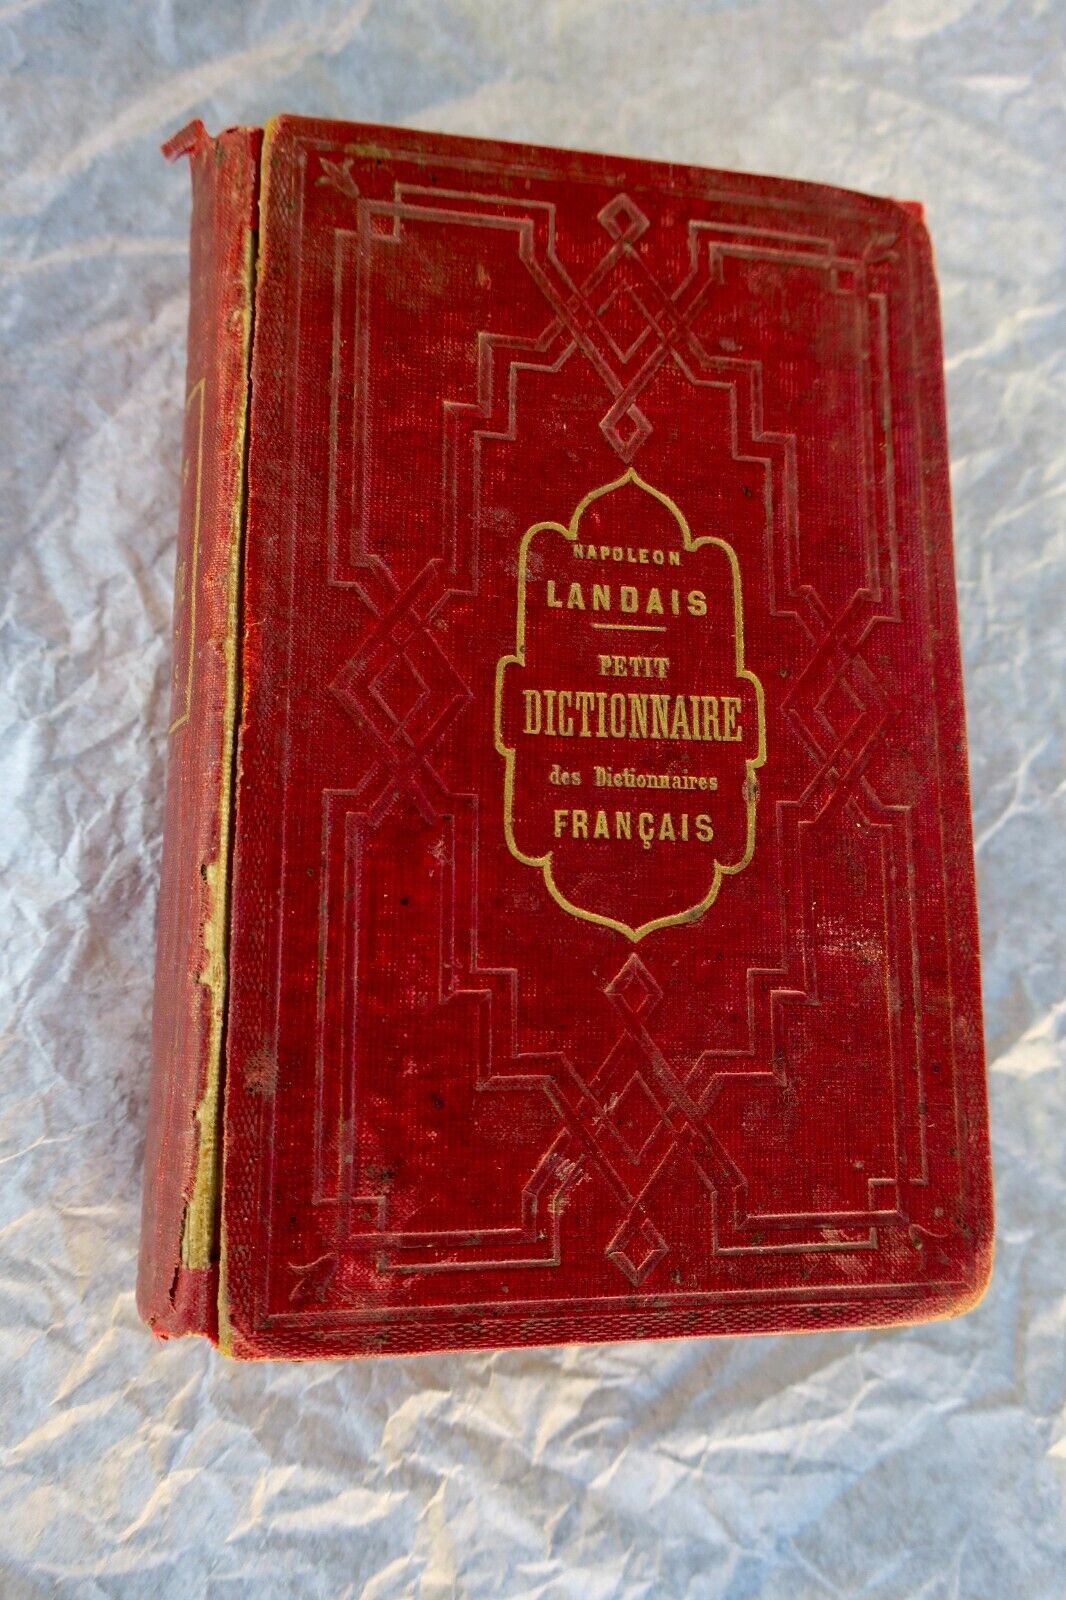 NAPOLEON
LANDAIS
PETIT
DICTIONNAIRE
des Dictionnaires
FRANÇAIS